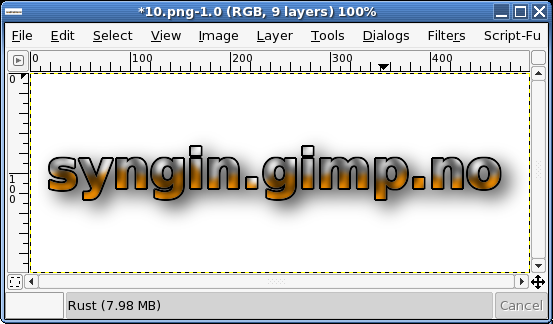 *10.png-1.0 (RGB, 9 layers) 100%
File Edit Select View Image Layer Tools Dialogs Filters Script-Fu
0 100 200 300 400
0
100
syngin.gimp.no
Rust (7.98 MB) Cancel